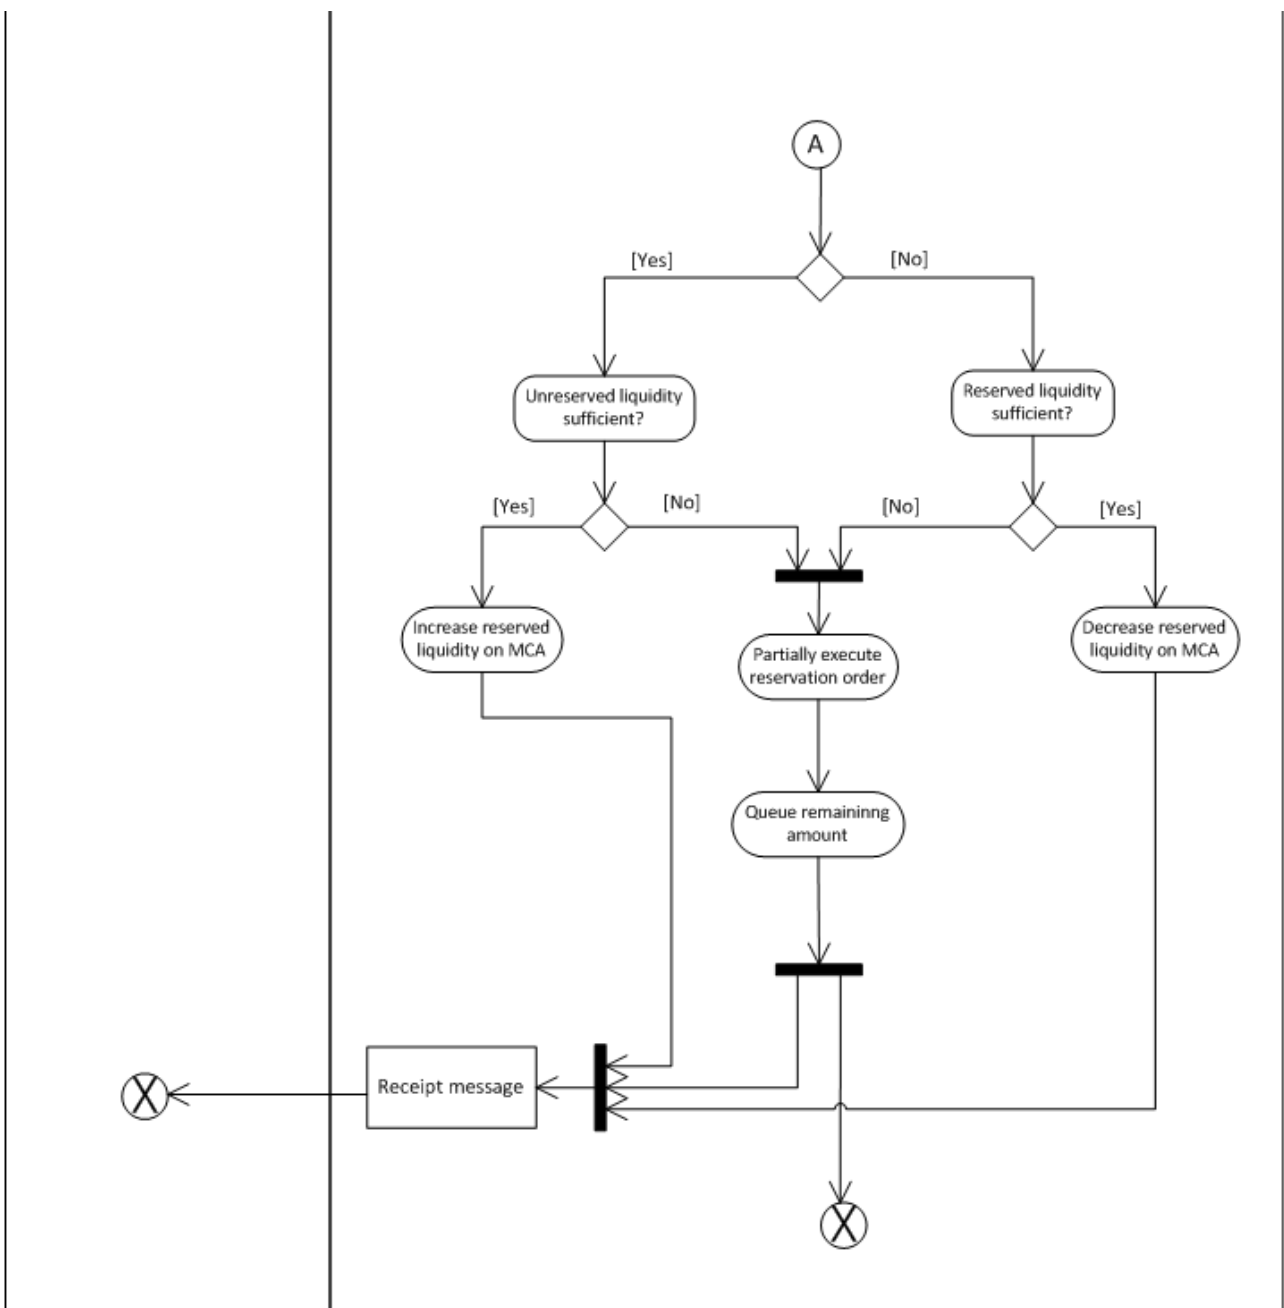 A
[Yes]
[No]
Unreserved liquidity
sufficient?
Reserved liquidity
sufficient?
[Yes]
[No]
[No]
[Yes]
Increase reserved
liquidity on MCA
Partially execute
reservation order
Decrease reserved
liquidity on MCA
Queue remaininng
amount
Receipt message
X
X